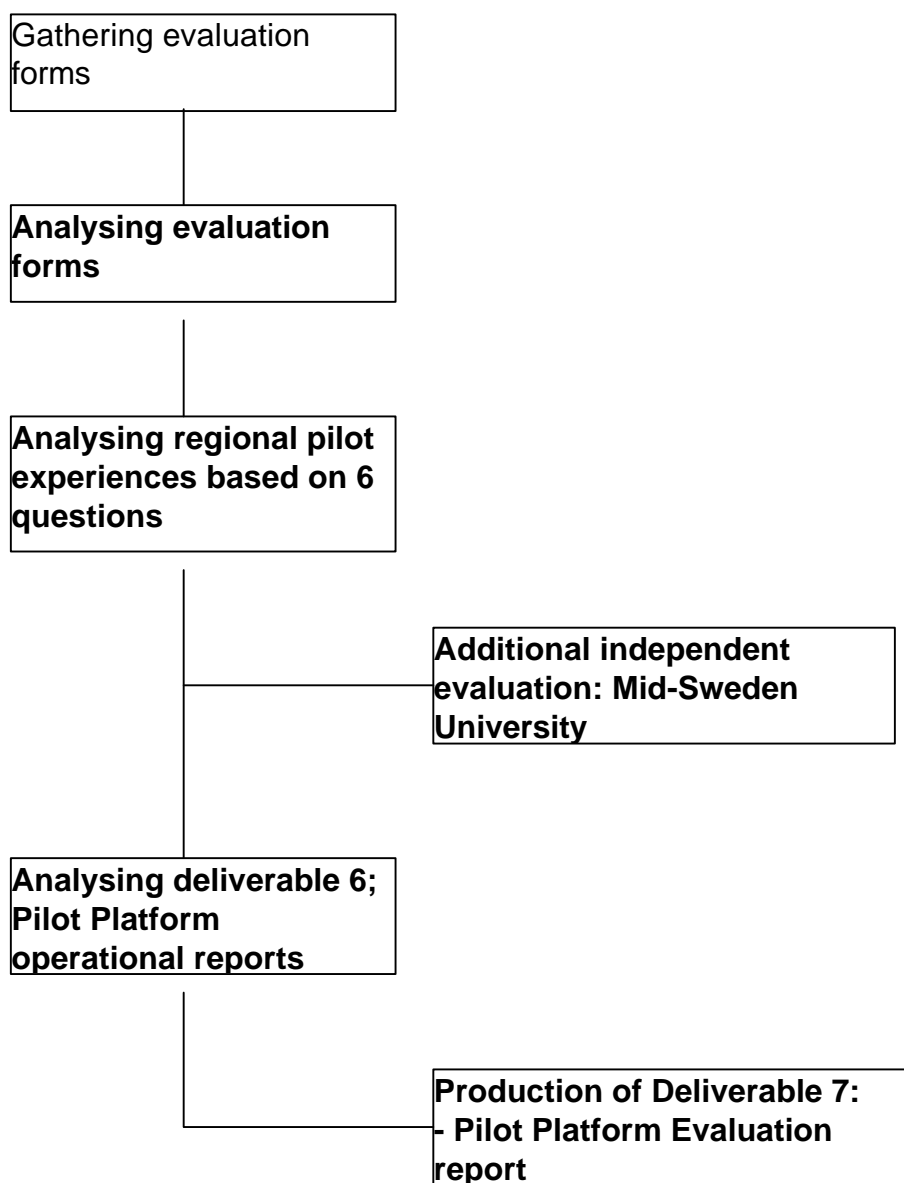 Gathering evaluation
forms
Analysing evaluation
forms
Analysing regional pilot
experiences based on 6
questions
Additional independent
evaluation: Mid-Sweden
University
Analysing deliverable 6;
Pilot Platform
operational reports
Production of Deliverable 7:
- Pilot Platform Evaluation
report